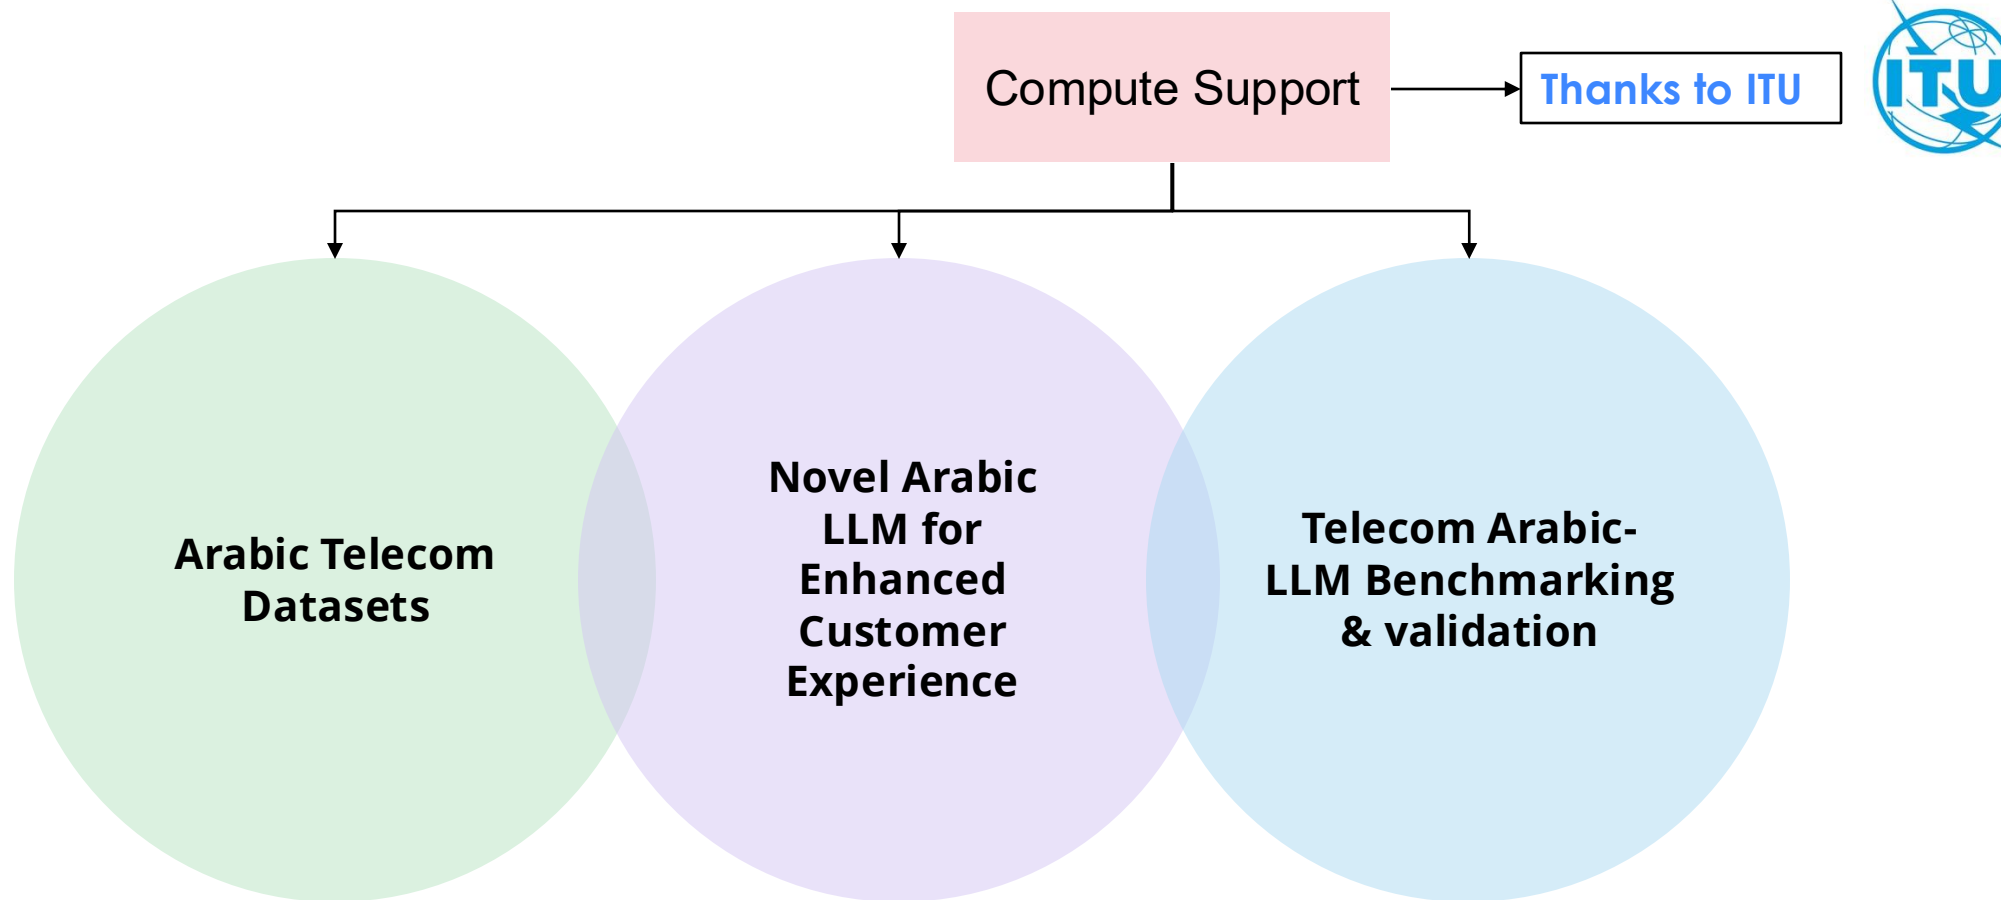 Compute Support
Thanks to ITU
ITU
Arabic Telecom
Datasets
Novel Arabic
LLM for
Enhanced
Customer
Experience
Telecom Arabic-
LLM Benchmarking
& validation